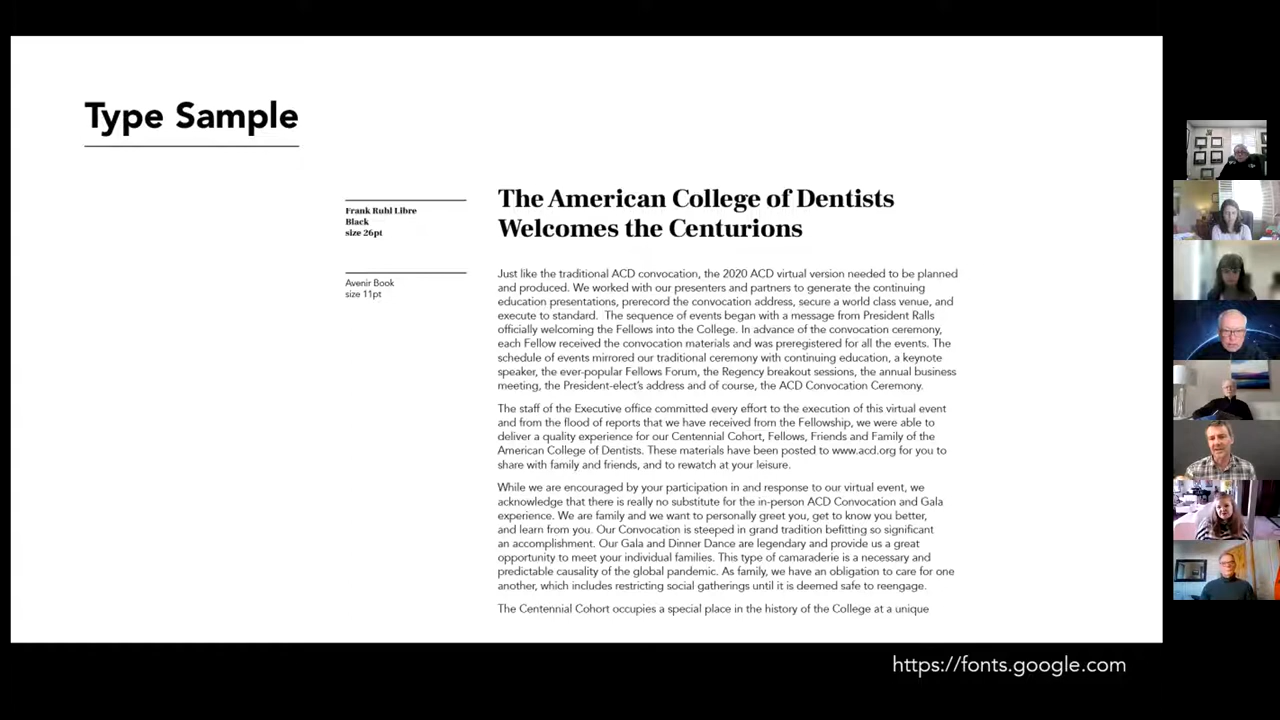 Type Sample
Frank Ruhl Libre
Black
size 26pt
Avenir Book
size 11pt
The American College of Dentists
Welcomes the Centurions
Just like the traditional ACD convocation, the 2020 ACD virtual version needed to be planned
and produced. We worked with our presenters and partners to generate the continuing
education presentations, prerecord the convocation address, secure a world class venue, and
execute to standard.  The sequence of events began with a message from President Ralls
officially welcoming the Fellows into the College. In advance of the convocation ceremony,
each Fellow received the convocation materials and was preregistered for all the events. The
schedule of events mirrored our traditional ceremony with continuing education, a keynote
speaker, the ever-popular Fellows Forum, the Regency breakout sessions, the annual business
meeting, the President-elect's address and of course, the ACD Convocation Ceremony.
The staff of the Executive office committed every effort to the execution of this virtual event
and from the flood of reports that we have received from the Fellowship, we were able to
deliver a quality experience for our Centennial Cohort, Fellows, Friends and Family of the
American College of Dentists. These materials have been posted to www.acd.org for you to
share with family and friends, and to rewatch at your leisure.
While we are encouraged by your participation in and response to our virtual event, we
acknowledge that there is really no substitute for the in-person ACD Convocation and Gala
experience. We are family and we want to personally greet you, get to know you better,
and learn from you. Our Convocation is steeped in grand tradition befitting so significant
an accomplishment. Our Gala and Dinner Dance are legendary and provide us a great
opportunity to meet your individual families. This type of camaraderie is a necessary and
predictable causality of the global pandemic. As family, we have an obligation to care for one
another, which includes restricting social gatherings until it is deemed safe to reengage.
The Centennial Cohort occupies a special place in the history of the College at a unique
https://fonts.google.com